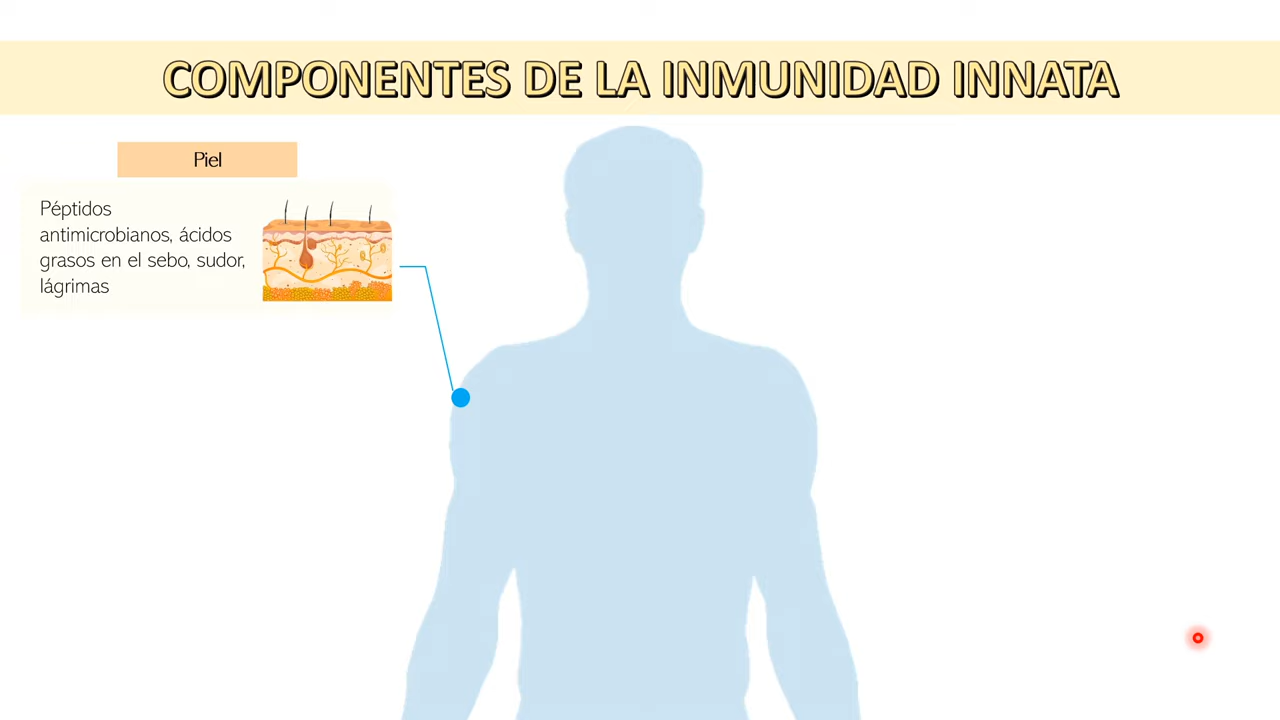 COMPONENTES DE LA INMUNIDAD INNATA
Piel
Péptidos
antimicrobianos, ácidos
grasos en el sebo, sudor,
lágrimas